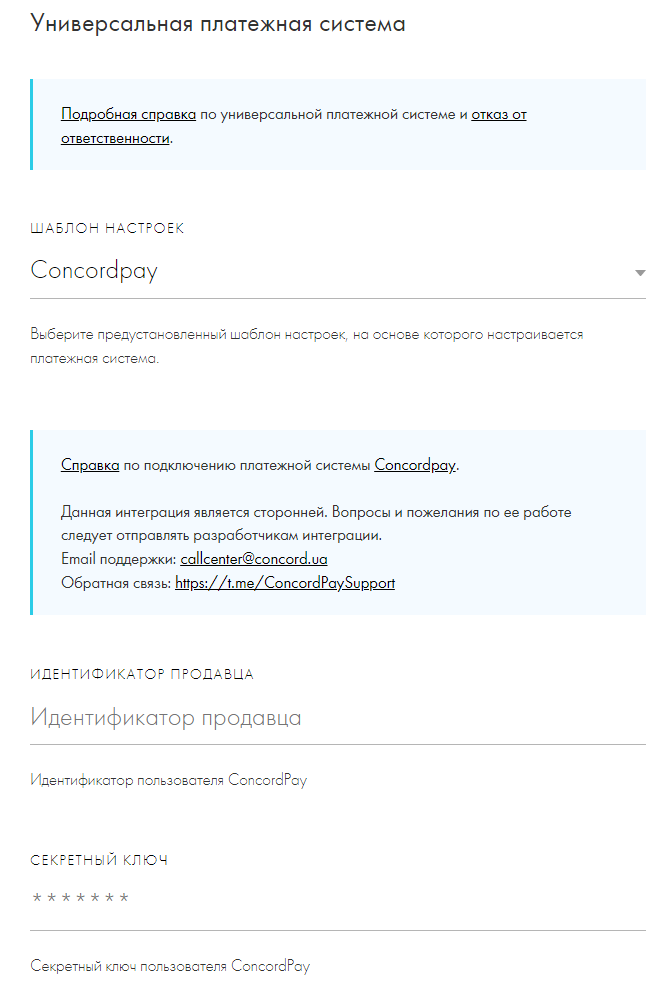 Универсальная платежная система
Подробная справка по универсальной платежной системе и отказ от
ответственности.
ШАБЛОН НАСТРОЕК
Concordpay
Выберите предустановленный шаблон настроек, на основе которого настраивается
платежная система.
Справка по подключению платежной системы Concordpay.
Данная интеграция является сторонней. Вопросы и пожелания по ее работе
следует отправлять разработчикам интеграции.
Email поддержки: callcenter@concord.ua
Обратная связь: https://t.me/ConcordPaySupport
ИДЕНТИФИКАТОР ПРОДАВЦА
Идентификатор продавца
Идентификатор пользователя ConcordPay
СЕКРЕТНЫЙ КЛЮЧ
*******
Секретный ключ пользователя ConcordPay